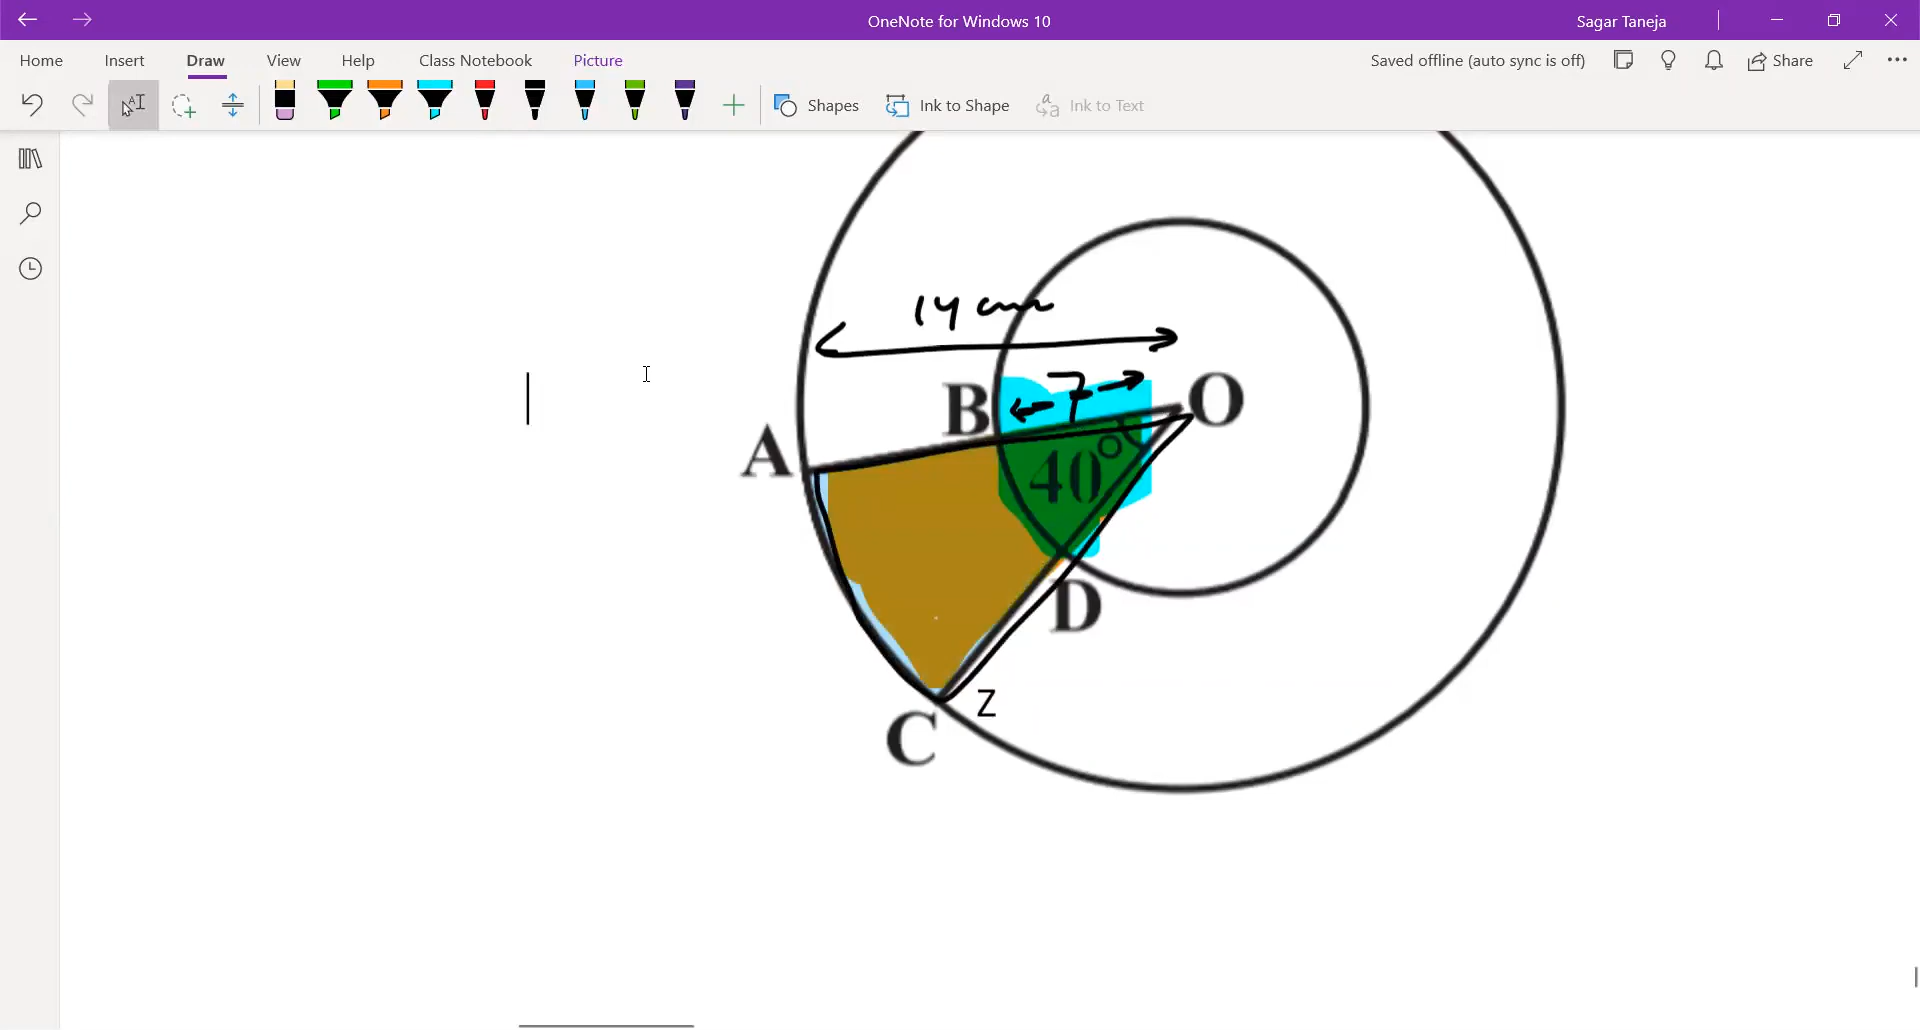 OneNote for Windows 10
Sagar Taneja
Home Insert Draw View Help Class Notebook Picture
Saved offline (auto sync is off) Share
Shapes Ink to Shape Ink to Text
14 cm
7
B
O
A
40°
D
Z
C